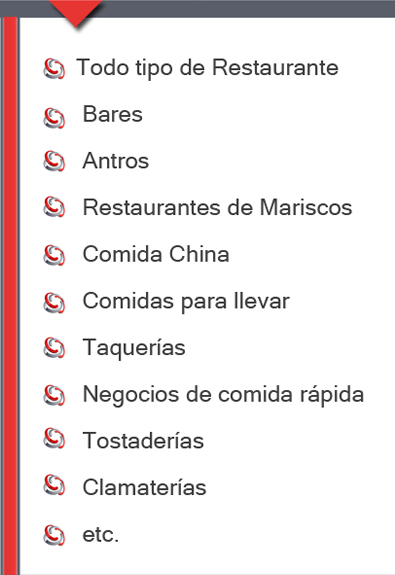 Todo tipo de Restaurante
Bares
Antros
Restaurantes de Mariscos
Comida China
Comidas para llevar
Taquerías
Negocios de comida rápida
Tostaderías
Clamaterías
etc.